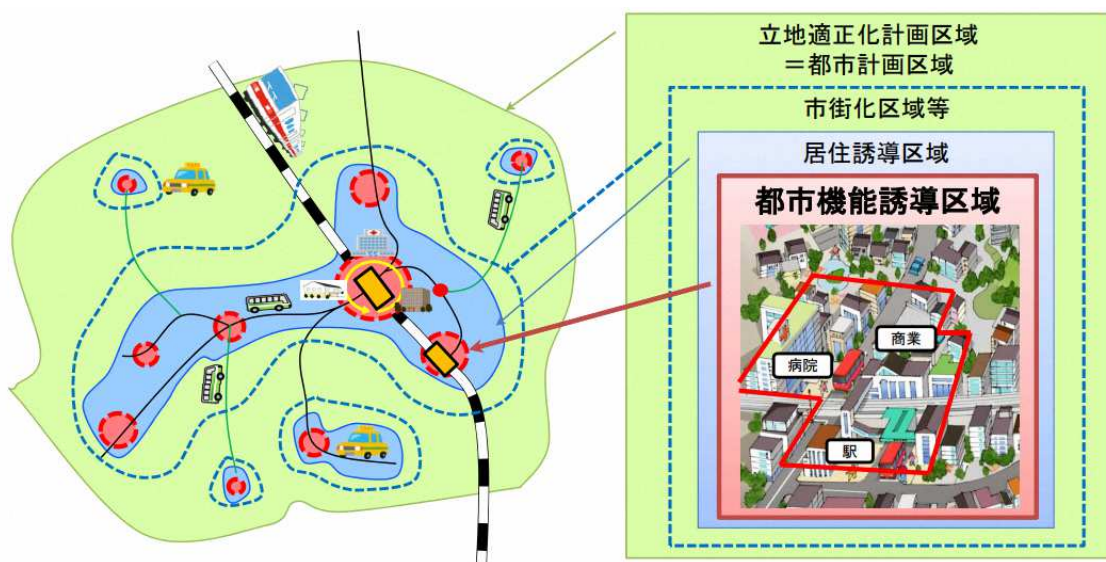 立地適正化計画区域
＝都市計画区域
市街化区域等
居住誘導区域
都市機能誘導区域
商業
病院
駅